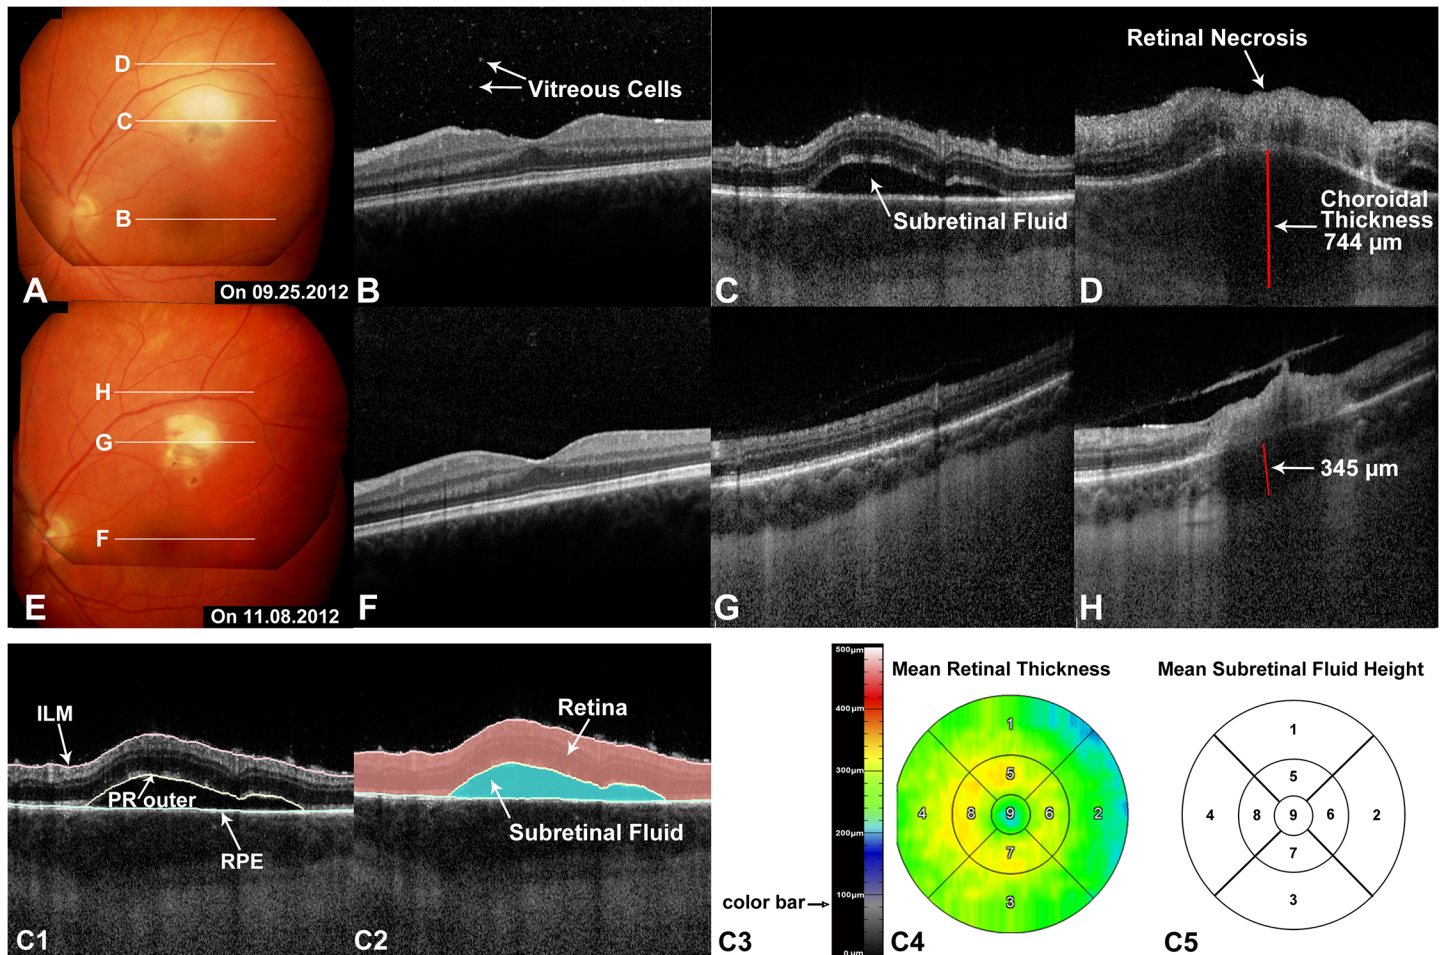 D
C
B
A
On 09.25.2012
Vitreous Cells
B
Subretinal Fluid
C
Retinal Necrosis
Choroidal
Thickness
744 µm
D
H
G
F
E
On 11.08.2012
F
G
345 µm
H
ILM
PR outer
RPE
C1
Retina
Subretinal Fluid
C2
500µm
400µm
300µm
200µm
100µm
0 µm
color bar
C3
Mean Retinal Thickness
1
5
4 8 9 6 2
7
3
C4
Mean Subretinal Fluid Height
1
5
4 8 9 6 2
7
3
C5